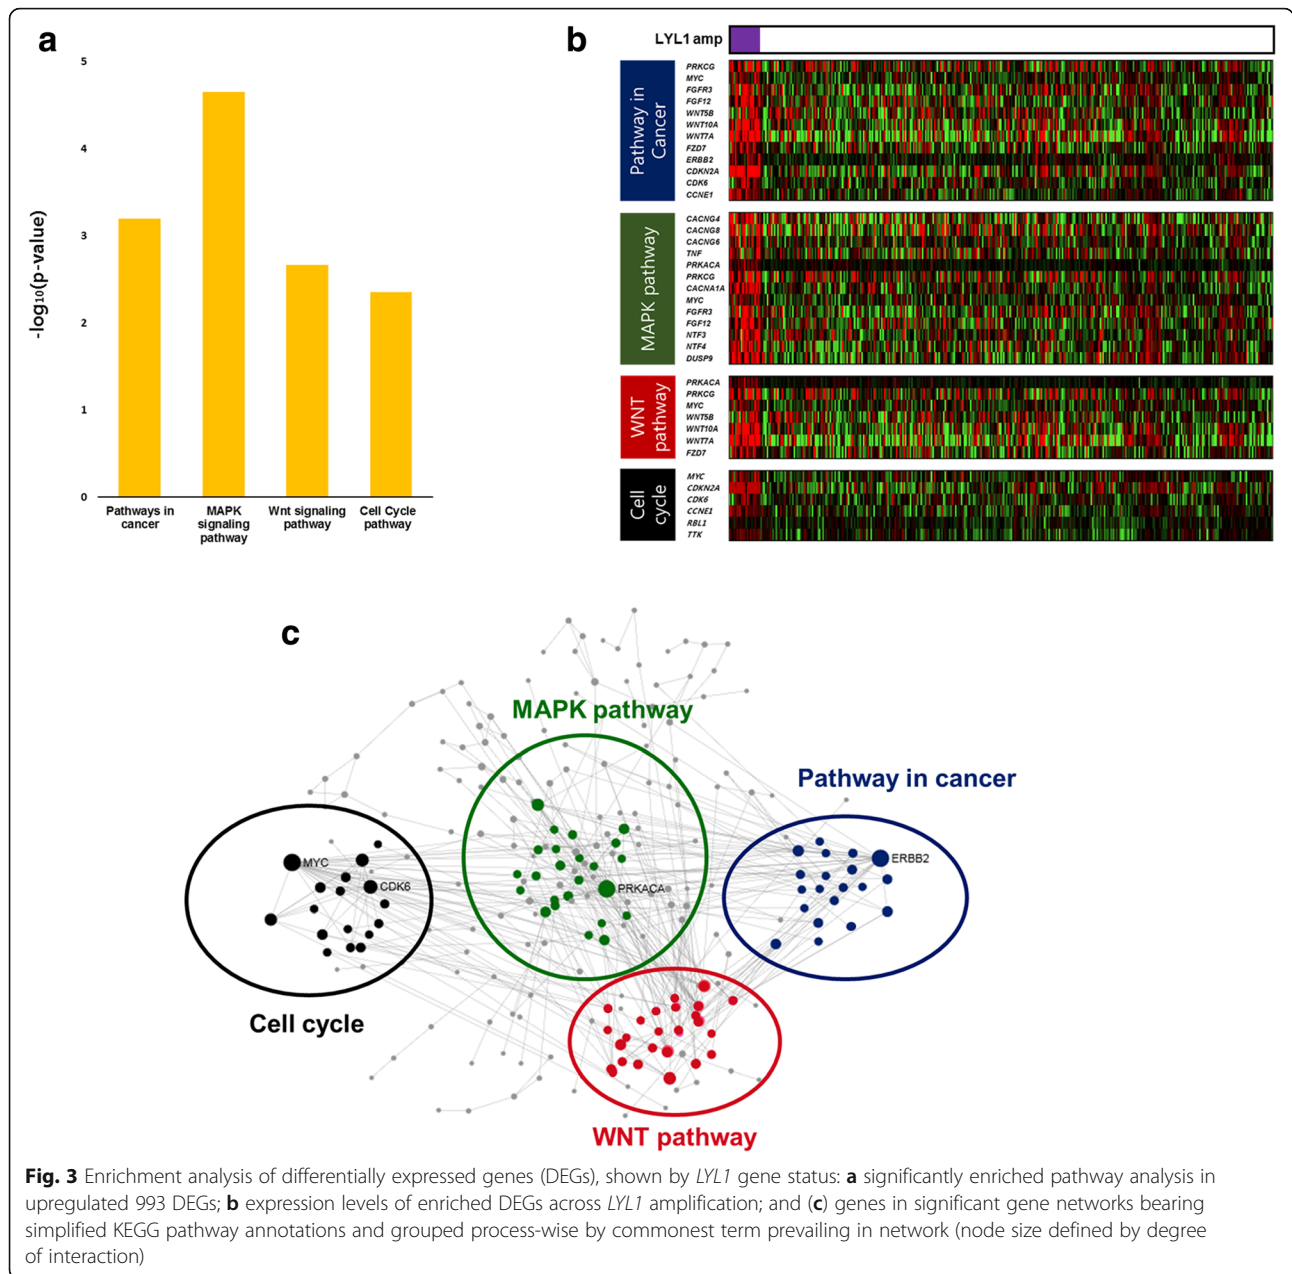 a
5
4
3
2
1
0
-log10(p-value)
Pathways in
cancer
MAPK
signaling
pathway
Wnt signaling
pathway
Cell Cycle
pathway
b
LYL1 amp
Pathway in
Cancer
PRKCG
MYC
FGFR3
FGF12
WNT5B
WNT10A
WNT7A
FZD7
ERBB2
CDKN2A
CDK6
CCNE1
MAPK pathway
CACNG4
CACNG8
CACNG6
TNF
PRKACA
PRKCG
CACNA1A
MYC
FGFR3
FGF12
NTF3
NTF4
DUSP9
WNT
pathway
PRKACA
PRKCG
MYC
WNT5B
WNT10A
WNT7A
FZD7
Cell
cycle
MYC
CDKN2A
CDK6
CCNE1
RBL1
TTK
c
MAPK pathway
Pathway in cancer
MYC
CDK6
PRKACA
ERBB2
Cell cycle
WNT pathway
Fig. 3 Enrichment analysis of differentially expressed genes (DEGs), shown by LYL1 gene status: a significantly enriched pathway analysis in
upregulated 993 DEGs; b expression levels of enriched DEGs across LYL1 amplification; and (c) genes in significant gene networks bearing
simplified KEGG pathway annotations and grouped process-wise by commonest term prevailing in network (node size defined by degree
of interaction)